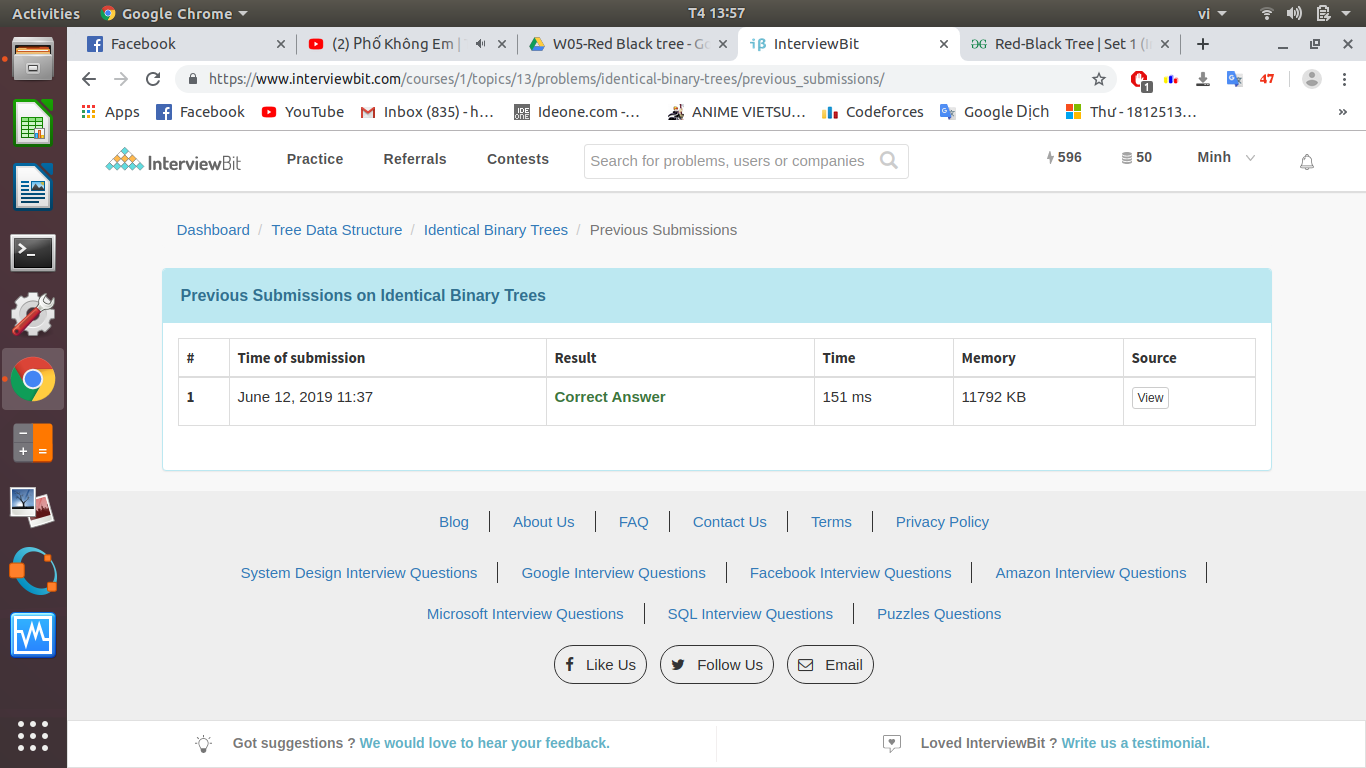 Activities Google Chrome T4 13:57 vi
Facebook (2) Phố Không Em | W05-Red Black tree - Go InterviewBit Red-Black Tree | Set 1 (I
https://www.interviewbit.com/courses/1/topics/13/problems/identical-binary-trees/previous_submissions/ 1 47
Apps Facebook YouTube Inbox (835) - h… Ideone.com -… ANIME VIETSU… Codeforces Google Dịch Thư - 1812513… »
InterviewBit Practice Referrals Contests Search for problems, users or companies 596 50 Minh
Dashboard / Tree Data Structure / Identical Binary Trees / Previous Submissions
Previous Submissions on Identical Binary Trees
# Time of submission Result Time Memory Source
1 June 12, 2019 11:37 Correct Answer 151 ms 11792 KB View
Blog About Us FAQ Contact Us Terms Privacy Policy
System Design Interview Questions Google Interview Questions Facebook Interview Questions Amazon Interview Questions
Microsoft Interview Questions SQL Interview Questions Puzzles Questions
Like Us Follow Us Email
Got suggestions ? We would love to hear your feedback. Loved InterviewBit ? Write us a testimonial.